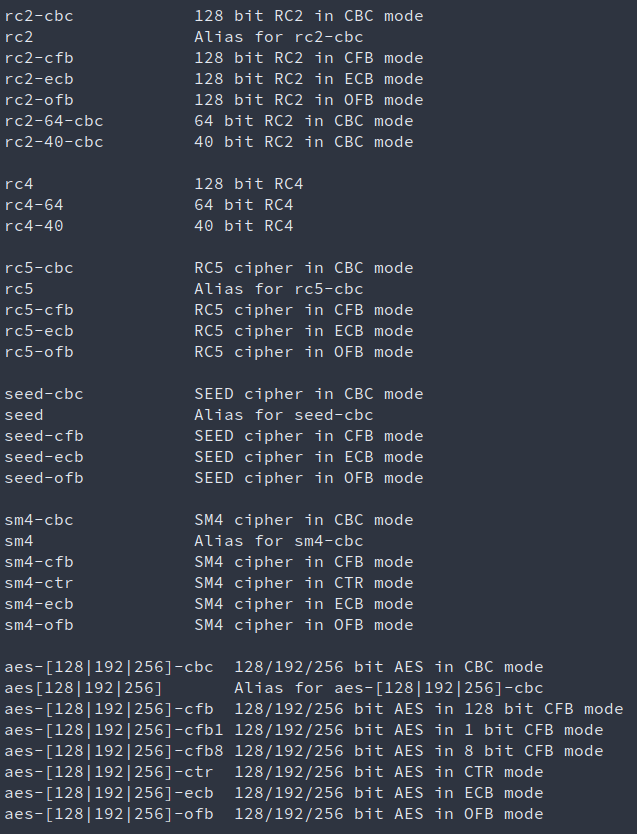 rc2-cbc            128 bit RC2 in CBC mode
rc2                Alias for rc2-cbc
rc2-cfb            128 bit RC2 in CFB mode
rc2-ecb            128 bit RC2 in ECB mode
rc2-ofb            128 bit RC2 in OFB mode
rc2-64-cbc         64 bit RC2 in CBC mode
rc2-40-cbc         40 bit RC2 in CBC mode

rc4                128 bit RC4
rc4-64             64 bit RC4
rc4-40             40 bit RC4

rc5-cbc            RC5 cipher in CBC mode
rc5                Alias for rc5-cbc
rc5-cfb            RC5 cipher in CFB mode
rc5-ecb            RC5 cipher in ECB mode
rc5-ofb            RC5 cipher in OFB mode

seed-cbc           SEED cipher in CBC mode
seed               Alias for seed-cbc
seed-cfb           SEED cipher in CFB mode
seed-ecb           SEED cipher in ECB mode
seed-ofb           SEED cipher in OFB mode

sm4-cbc            SM4 cipher in CBC mode
sm4                Alias for sm4-cbc
sm4-cfb            SM4 cipher in CFB mode
sm4-ctr            SM4 cipher in CTR mode
sm4-ecb            SM4 cipher in ECB mode
sm4-ofb            SM4 cipher in OFB mode

aes-[128|192|256]-cbc  128/192/256 bit AES in CBC mode
aes[128|192|256]       Alias for aes-[128|192|256]-cbc
aes-[128|192|256]-cfb  128/192/256 bit AES in 128 bit CFB mode
aes-[128|192|256]-cfb1 128/192/256 bit AES in 1 bit CFB mode
aes-[128|192|256]-cfb8 128/192/256 bit AES in 8 bit CFB mode
aes-[128|192|256]-ctr  128/192/256 bit AES in CTR mode
aes-[128|192|256]-ecb  128/192/256 bit AES in ECB mode
aes-[128|192|256]-ofb  128/192/256 bit AES in OFB mode